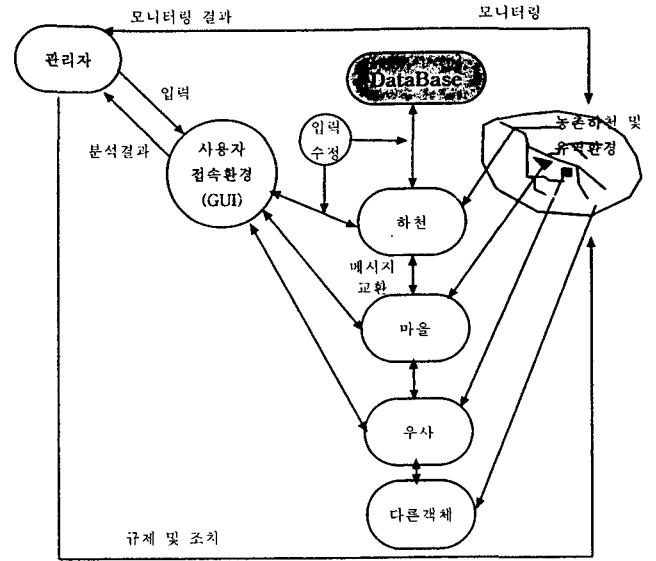 모니터링 결과
모니터링
관리자
DataBase
입력
입력
수정
농촌하천 및
유역환경
분석결과
사용자
접속환경
(GUI)
하천
메시지
교환
마을
우사
다른객체
규제 및 조치